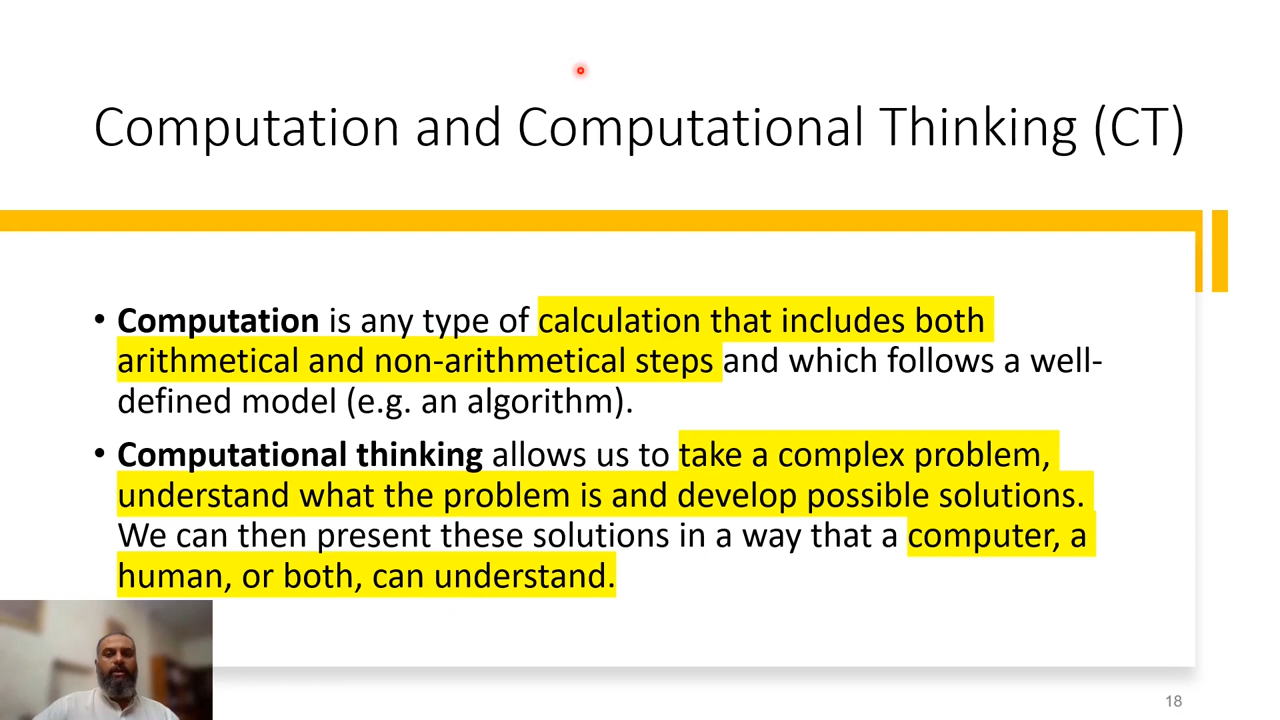 Computation and Computational Thinking (CT)
• Computation is any type of calculation that includes both
arithmetical and non-arithmetical steps and which follows a well-
defined model (e.g. an algorithm).
• Computational thinking allows us to take a complex problem,
understand what the problem is and develop possible solutions.
We can then present these solutions in a way that a computer, a
human, or both, can understand.
18